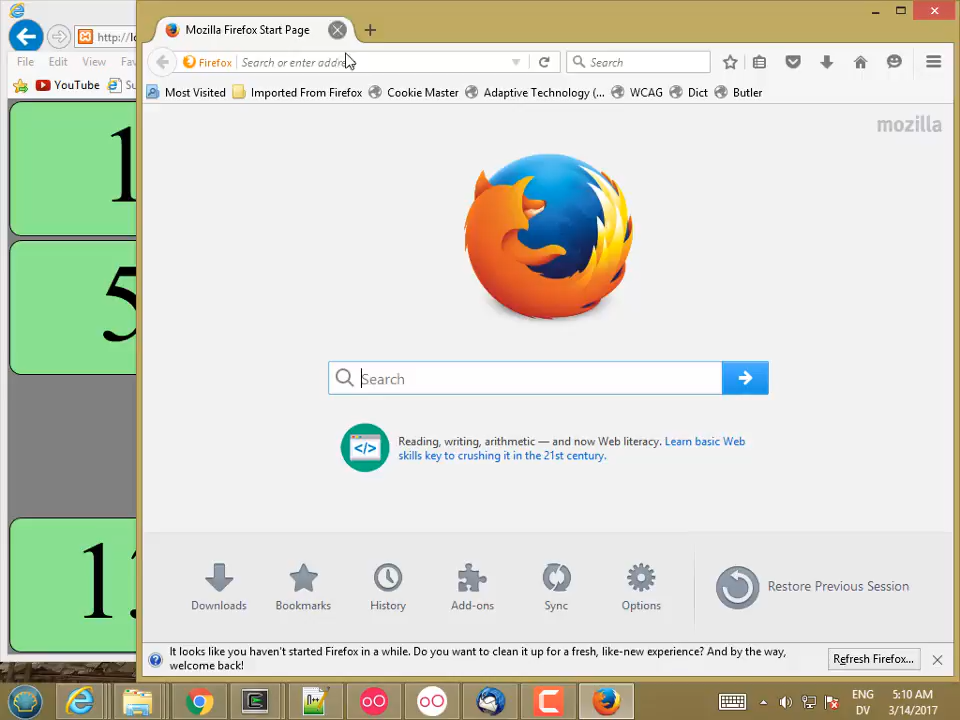 Mozilla Firefox Start Page
http://lo
Firefox
Search or enter addre
Search
File Edit View Fav
YouTube
Su
Most Visited
Imported From Firefox
Cookie Master
Adaptive Technology (...
WCAG
Dict
Butler
mozilla
1
5
1
Search
Reading, writing, arithmetic — and now Web literacy. Learn basic Web
skills key to crushing it in the 21st century.
</>
Downloads
Bookmarks
History
Add-ons
Sync
Options
Restore Previous Session
It looks like you haven't started Firefox in a while. Do you want to clean it up for a fresh, like-new experience? And by the way,
welcome back!
Refresh Firefox...
ENG
DV
5:10 AM
3/14/2017